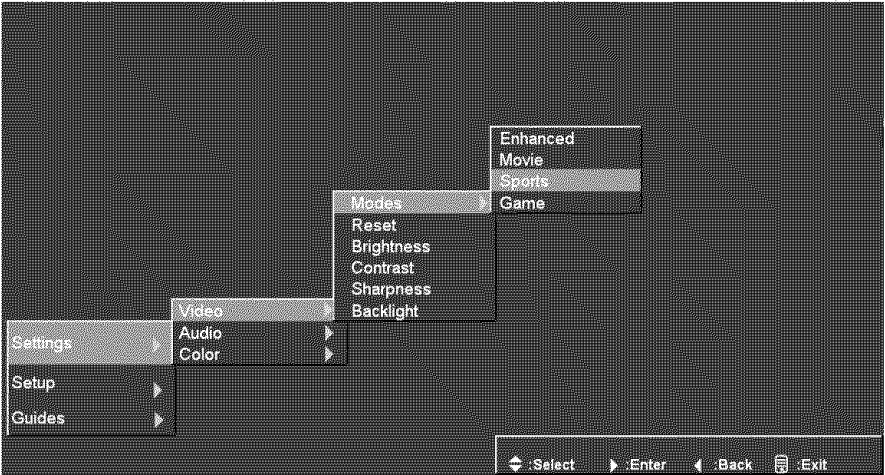 Enhanced
Movie
Sports
Game
Modes
Reset
Brightness
Contrast
Sharpness
Backlight
Video
Audio
Color
Settings
Setup
Guides
:Select :Enter :Back :Exit